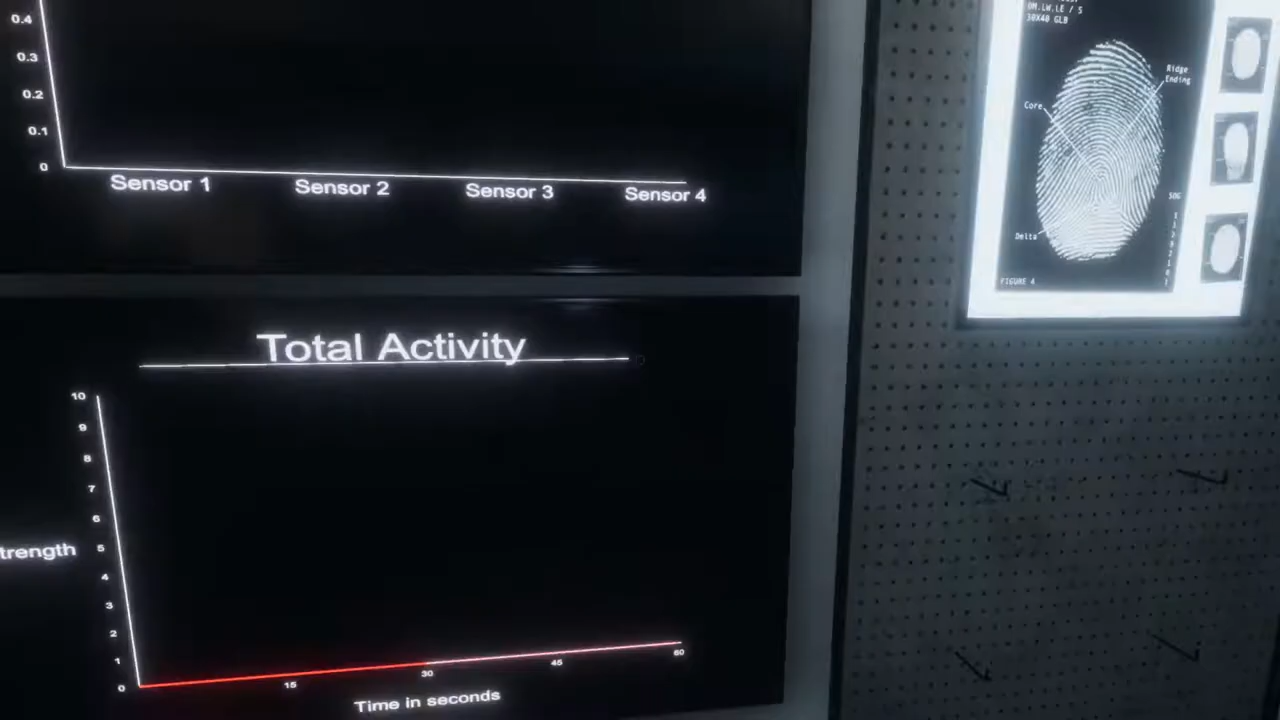 0.4
0.3
0.2
0.1
0
Sensor 1 Sensor 2 Sensor 3 Sensor 4
Total Activity
10
9
8
7
6
5
4
3
2
1
0
trength
15 30 45 60
Time in seconds
30X40 GLB
Ridge
Ending
Core
Delta
FIGURE 4